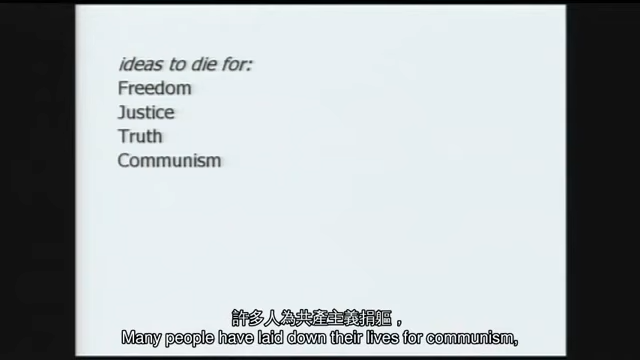 ideas to die for:
Freedom
Justice
Truth
Communism
許多人為共產主義捐軀，
Many people have laid down their lives for communism,